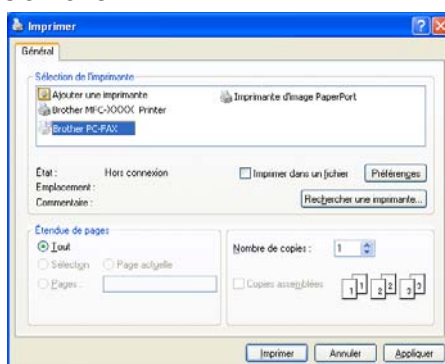 Imprimer
Général
Sélection de l'imprimante
Ajouter une imprimante
Imprimante d'image PaperPort
Brother MFC-XXXX Printer
Brother PC-FAX
État : Hors connexion
Emplacement :
Commentaire :
Imprimer dans un fichier
Préférences
Rechercher une imprimante...
Étendue de pages
Tout
Sélection Page actuelle
Pages :
Nombre de copies : 1
Copies assemblées
1 1 2 2 3 3
Imprimer Annuler Appliquer